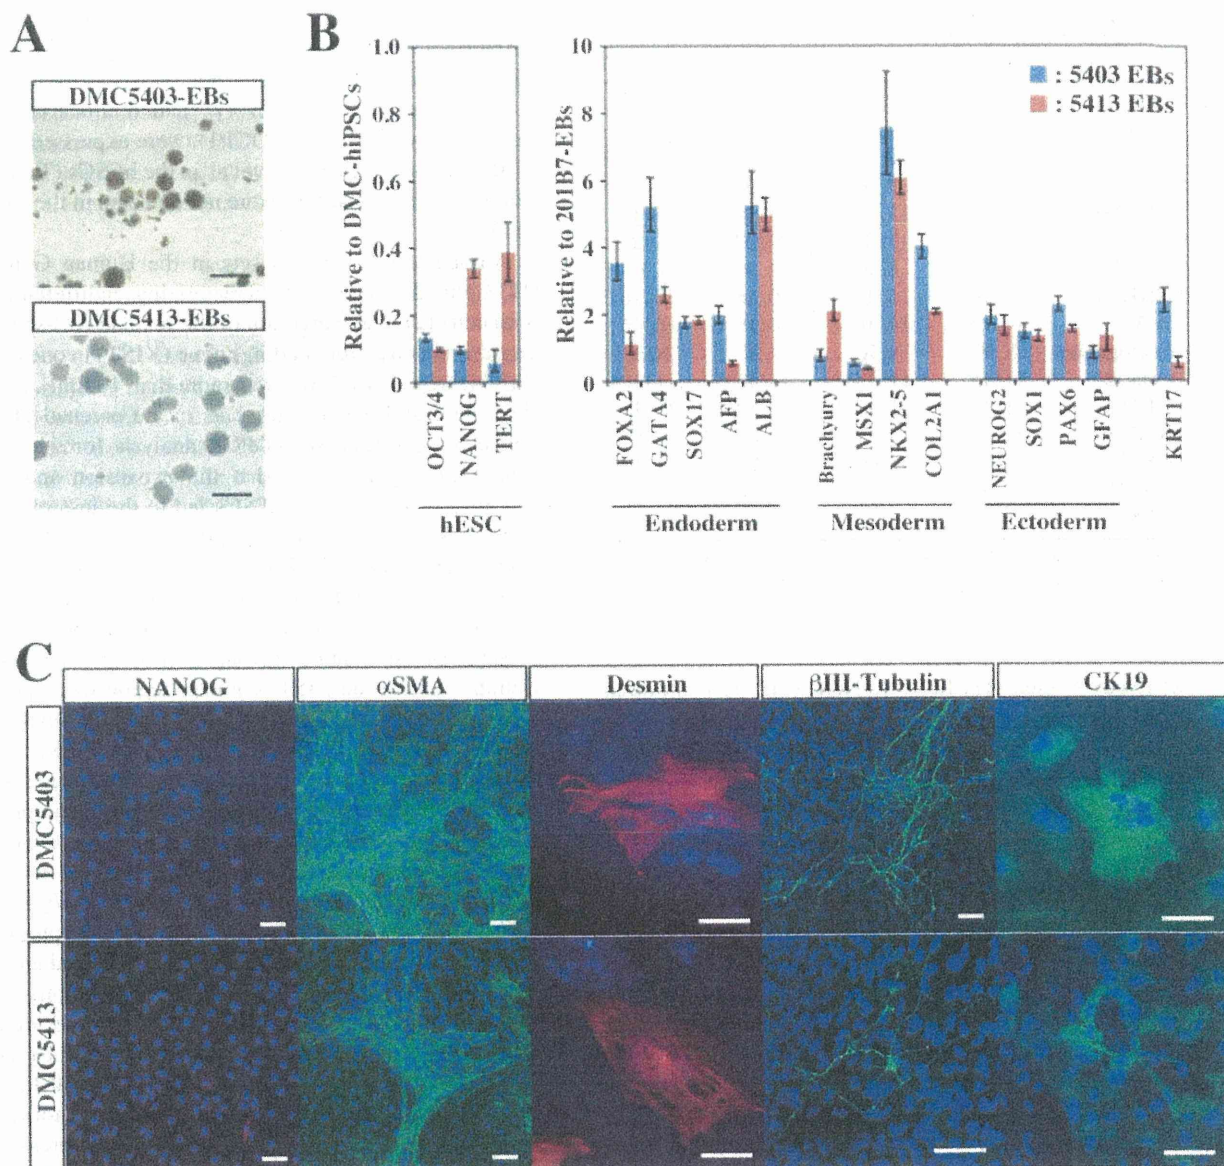 A
DMC5403-EBs
DMC5413-EBs
B
Relative to DMC-hiPSCs
1.0
0.8
0.6
0.4
0.2
0
OCT3/4
NANOG
TERT
hESC
Relative to 201B7-EBs
10
8
6
4
2
0
: 5403 EBs
: 5413 EBs
FOXA2
GATA4
SOX17
AFP
ALB
Endoderm
Brachyury
MSX1
NKX2-5
COL2A1
Mesoderm
NEUROG2
SOX1
PAX6
GFAP
Ectoderm
KRT17
C
NANOG
αSMA
Desmin
βIII-Tubulin
CK19
DMC5403
DMC5413